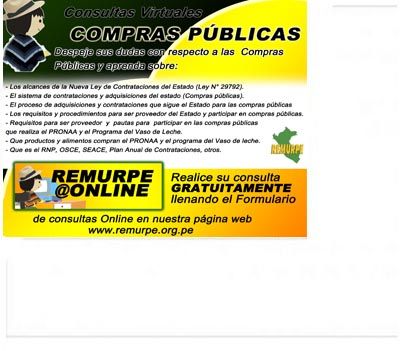 Consultas Virtuales
COMPRAS PÚBLICAS
Despeje sus dudas con respecto a las Compras
Públicas y aprenda sobre:
- Los alcances de la Nueva Ley de Contrataciones del Estado (Ley N° 29792).
- El sistema de contrataciones y adquisiciones del estado (Compras públicas).
- El proceso de adquisiciones y contrataciones que sigue el Estado para las compras públicas
- Los requisitos y procedimientos para ser proveedor del Estado y participar en compras públicas.
- Requisitos para ser proveedor y pautas para participar en las compras públicas
que realiza el PRONAA y el Programa del Vaso de Leche.
- Que productos y alimentos compran el PRONAA y el programa del Vaso de leche.
- Que es el RNP, OSCE, SEACE, Plan Anual de Contrataciones, otros.
REMURPE
REMURPE
@ONLINE
Realice su consulta
GRATUITAMENTE
llenando el Formulario
de consultas Online en nuestra página web
www.remurpe.org.pe